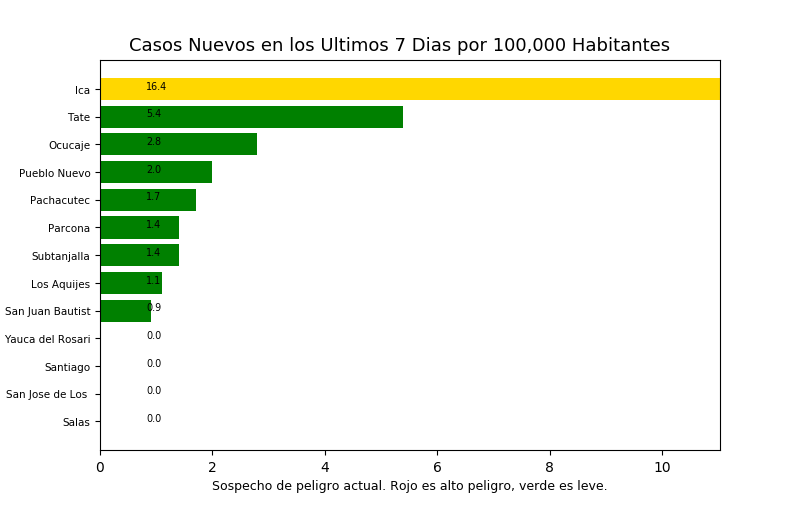 Casos Nuevos en los Ultimos 7 Dias por 100,000 Habitantes
Ica 16.4
Tate 5.4
Ocucaje 2.8
Pueblo Nuevo 2.0
Pachacutec 1.7
Parcona 1.4
Subtanjalla 1.4
Los Aquijes 1.1
San Juan Bautist 0.9
Yauca del Rosari 0.0
Santiago 0.0
San Jose de Los 0.0
Salas 0.0
0 2 4 6 8 10
Sospecho de peligro actual. Rojo es alto peligro, verde es leve.